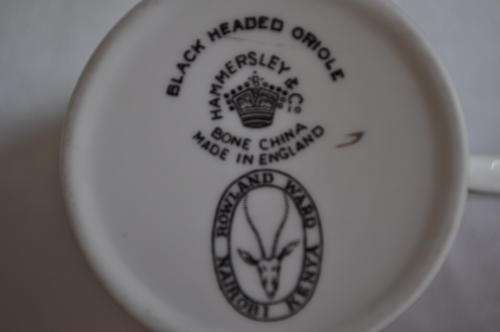 BLACK HEADED ORIOLE
HAMMERSLEY & Co
BONE CHINA
MADE IN ENGLAND
ROWLAND WARD
NAIROBI KENYA